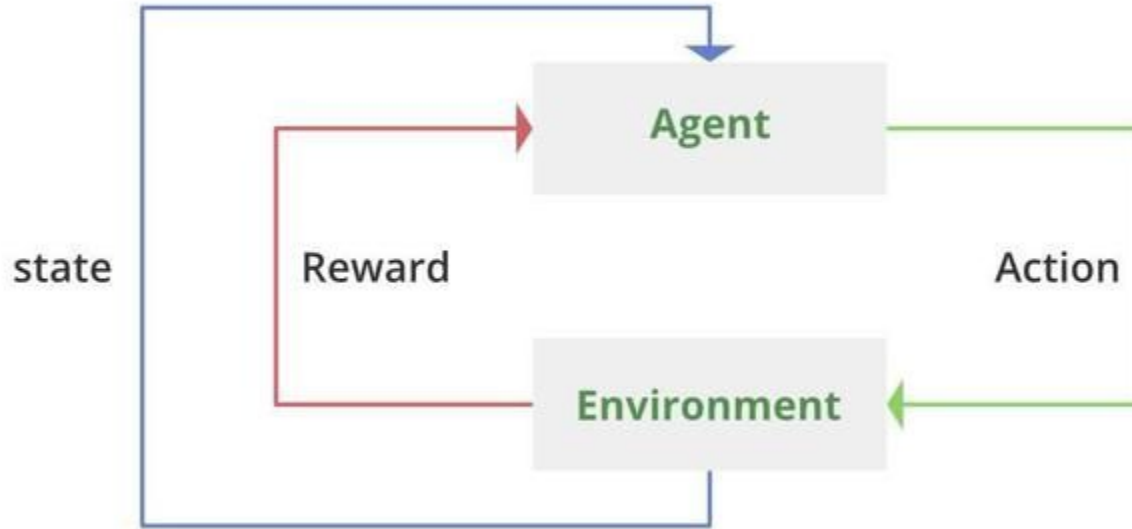 Agent
state
Reward
Action
Environment